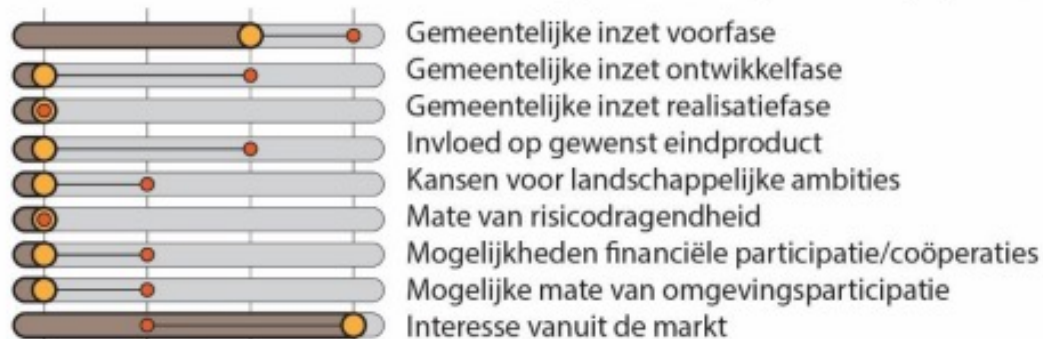 Gemeentelijke inzet voorfase
Gemeentelijke inzet ontwikkelfase
Gemeentelijke inzet realisatiefase
Invloed op gewenst eindproduct
Kansen voor landschappelijke ambities
Mate van risicodragendheid
Mogelijkheden financiële participatie/coöperaties
Mogelijke mate van omgevingsparticipatie
Interesse vanuit de markt